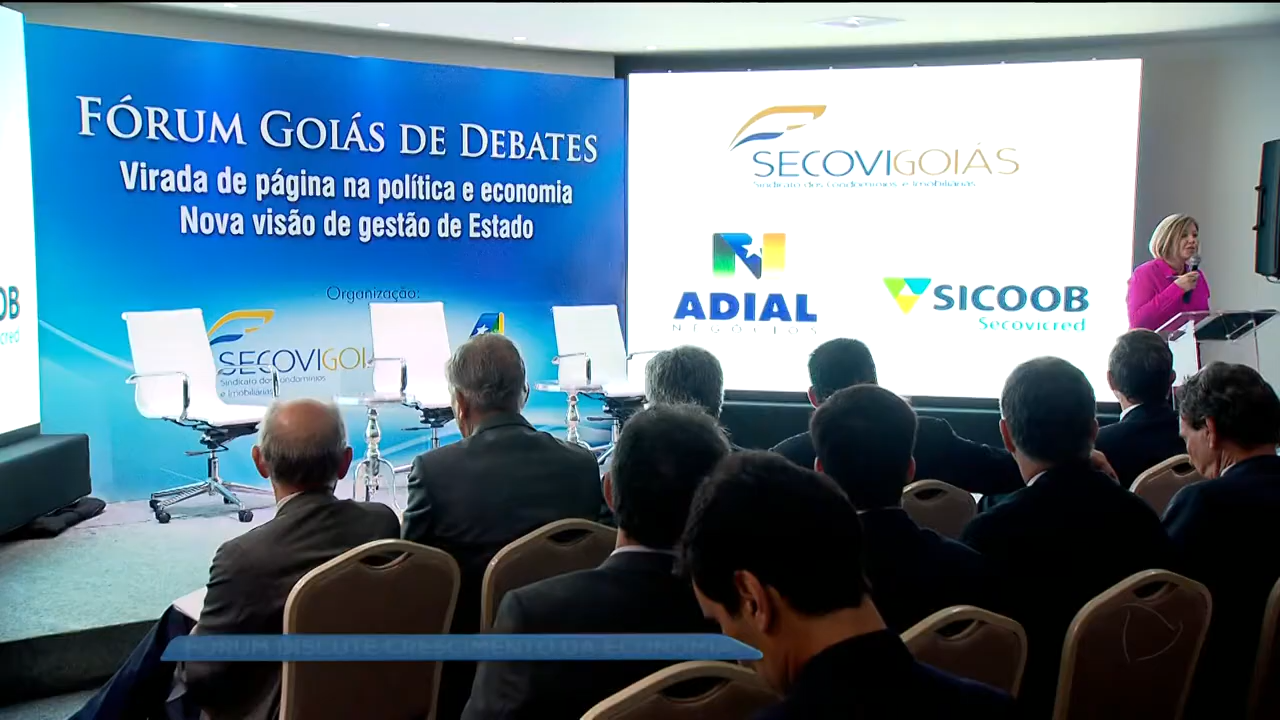 FÓRUM GOIÁS DE DEBATES
Virada de página na política e economia
Nova visão de gestão de Estado
Organização:
SECOVIGOI
Sindicato dos Condomínios
e Imobiliárias
SECOVIGOIÁS
Sindicato dos Condomínios e Imobiliárias
ADIAL
NEGÓCIOS
SICOOB
Secovicred
OB
red
FÓRUM DISCUTE CRESCIMENTO DA ECONOMIA